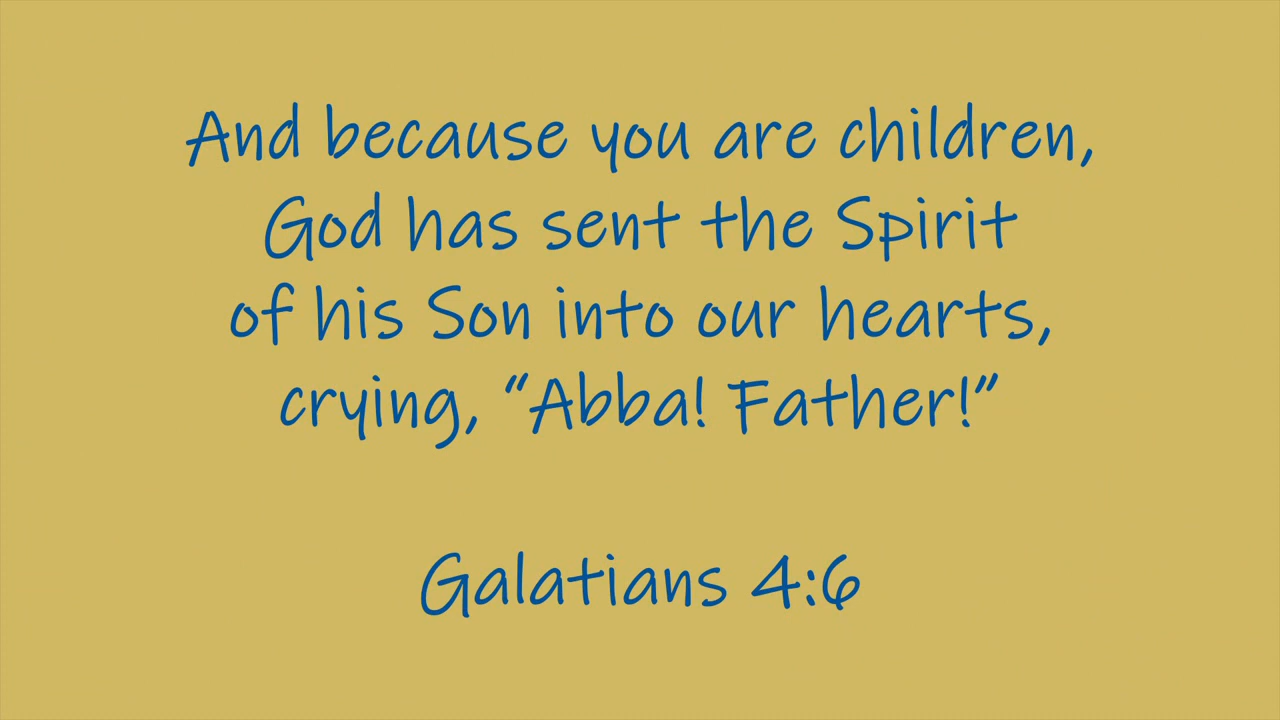 And because you are children,
God has sent the Spirit
of his Son into our hearts,
crying, “Abba! Father!”
Galatians 4:6